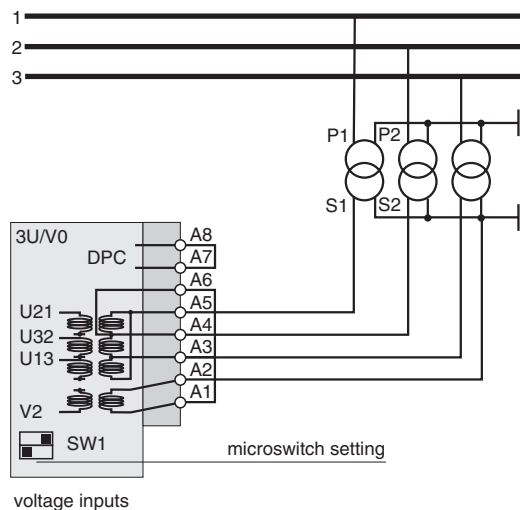 1
2
3
P1 P2
S1 S2
3U/V0
DPC
A8
A7
A6
A5
A4
A3
A2
A1
U21
U32
U13
V2
SW1
microswitch setting
voltage inputs